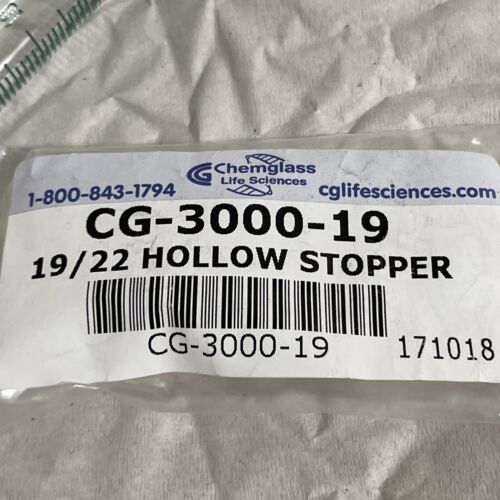 Chemglass
Life Sciences
1-800-843-1794
cglifesciences.com
CG-3000-19
19/22 HOLLOW STOPPER
CG-3000-19
171018